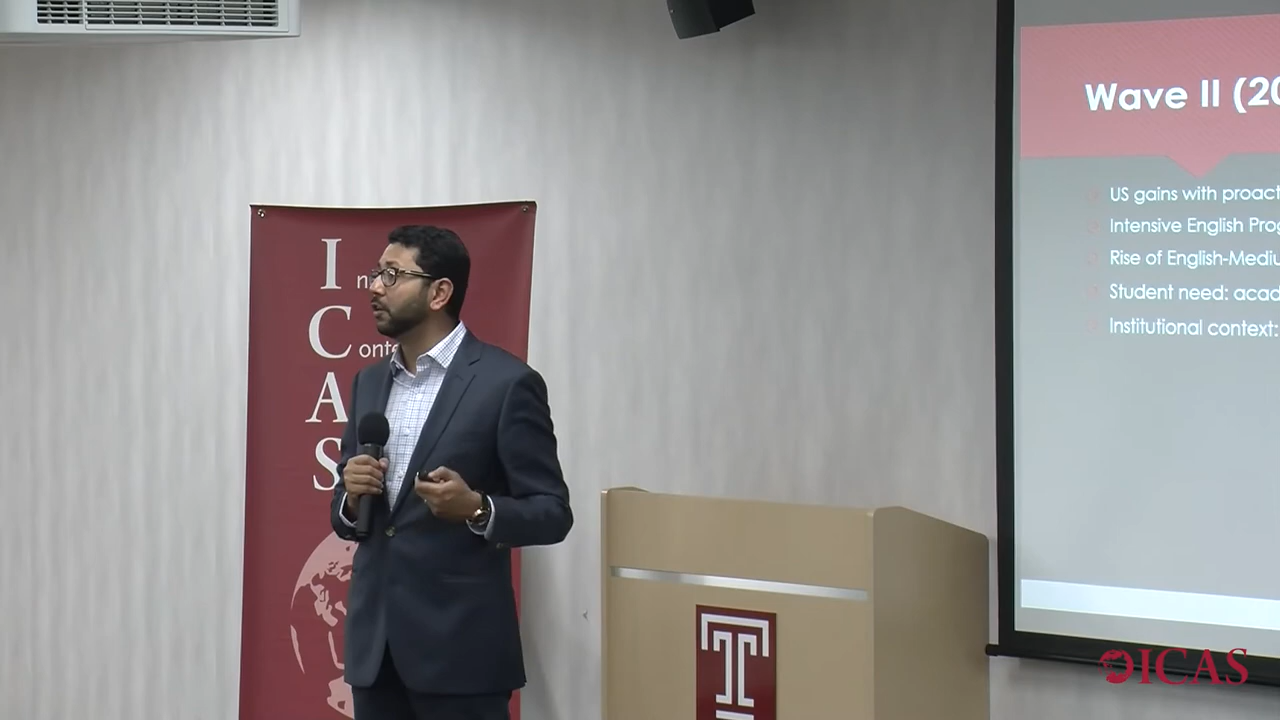 I
C
onte
A
S
T
Wave II (20
US gains with proact
Intensive English Prog
Rise of English-Mediu
Student need: acad
Institutional context:
ICAS